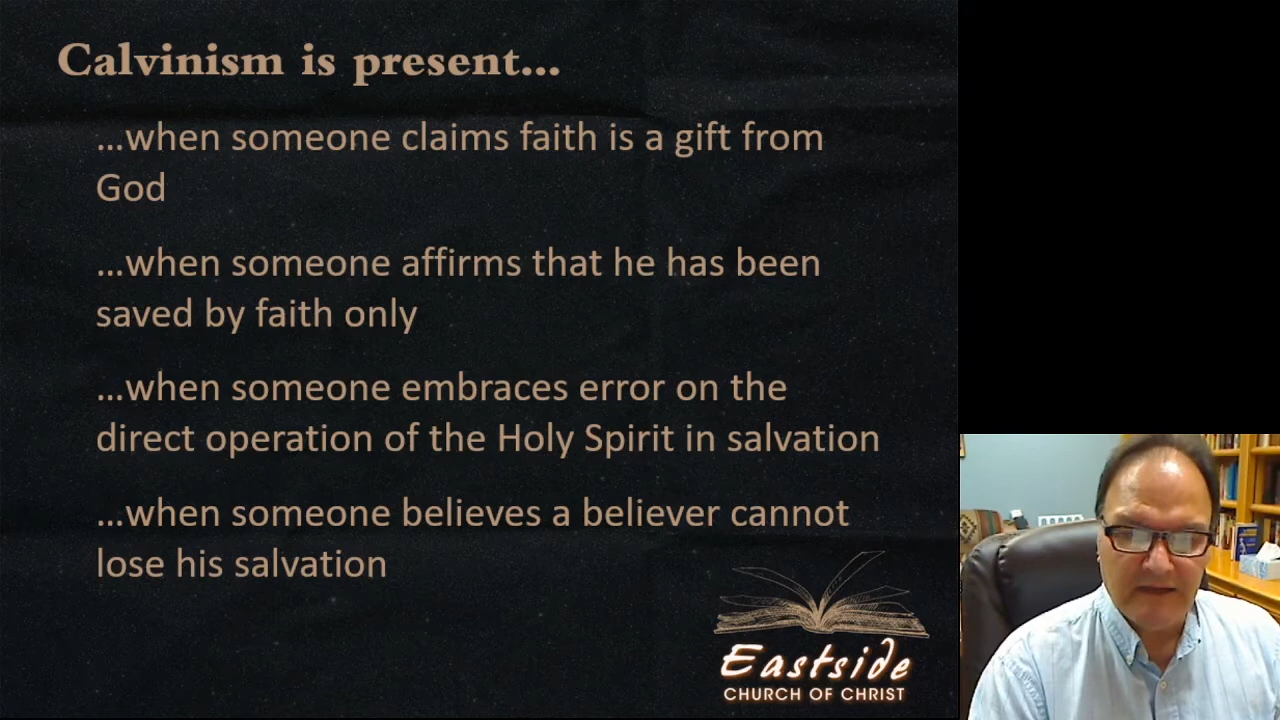 Calvinism is present...
...when someone claims faith is a gift from
God
...when someone affirms that he has been
saved by faith only
...when someone embraces error on the
direct operation of the Holy Spirit in salvation
...when someone believes a believer cannot
lose his salvation
Eastside
CHURCH OF CHRIST